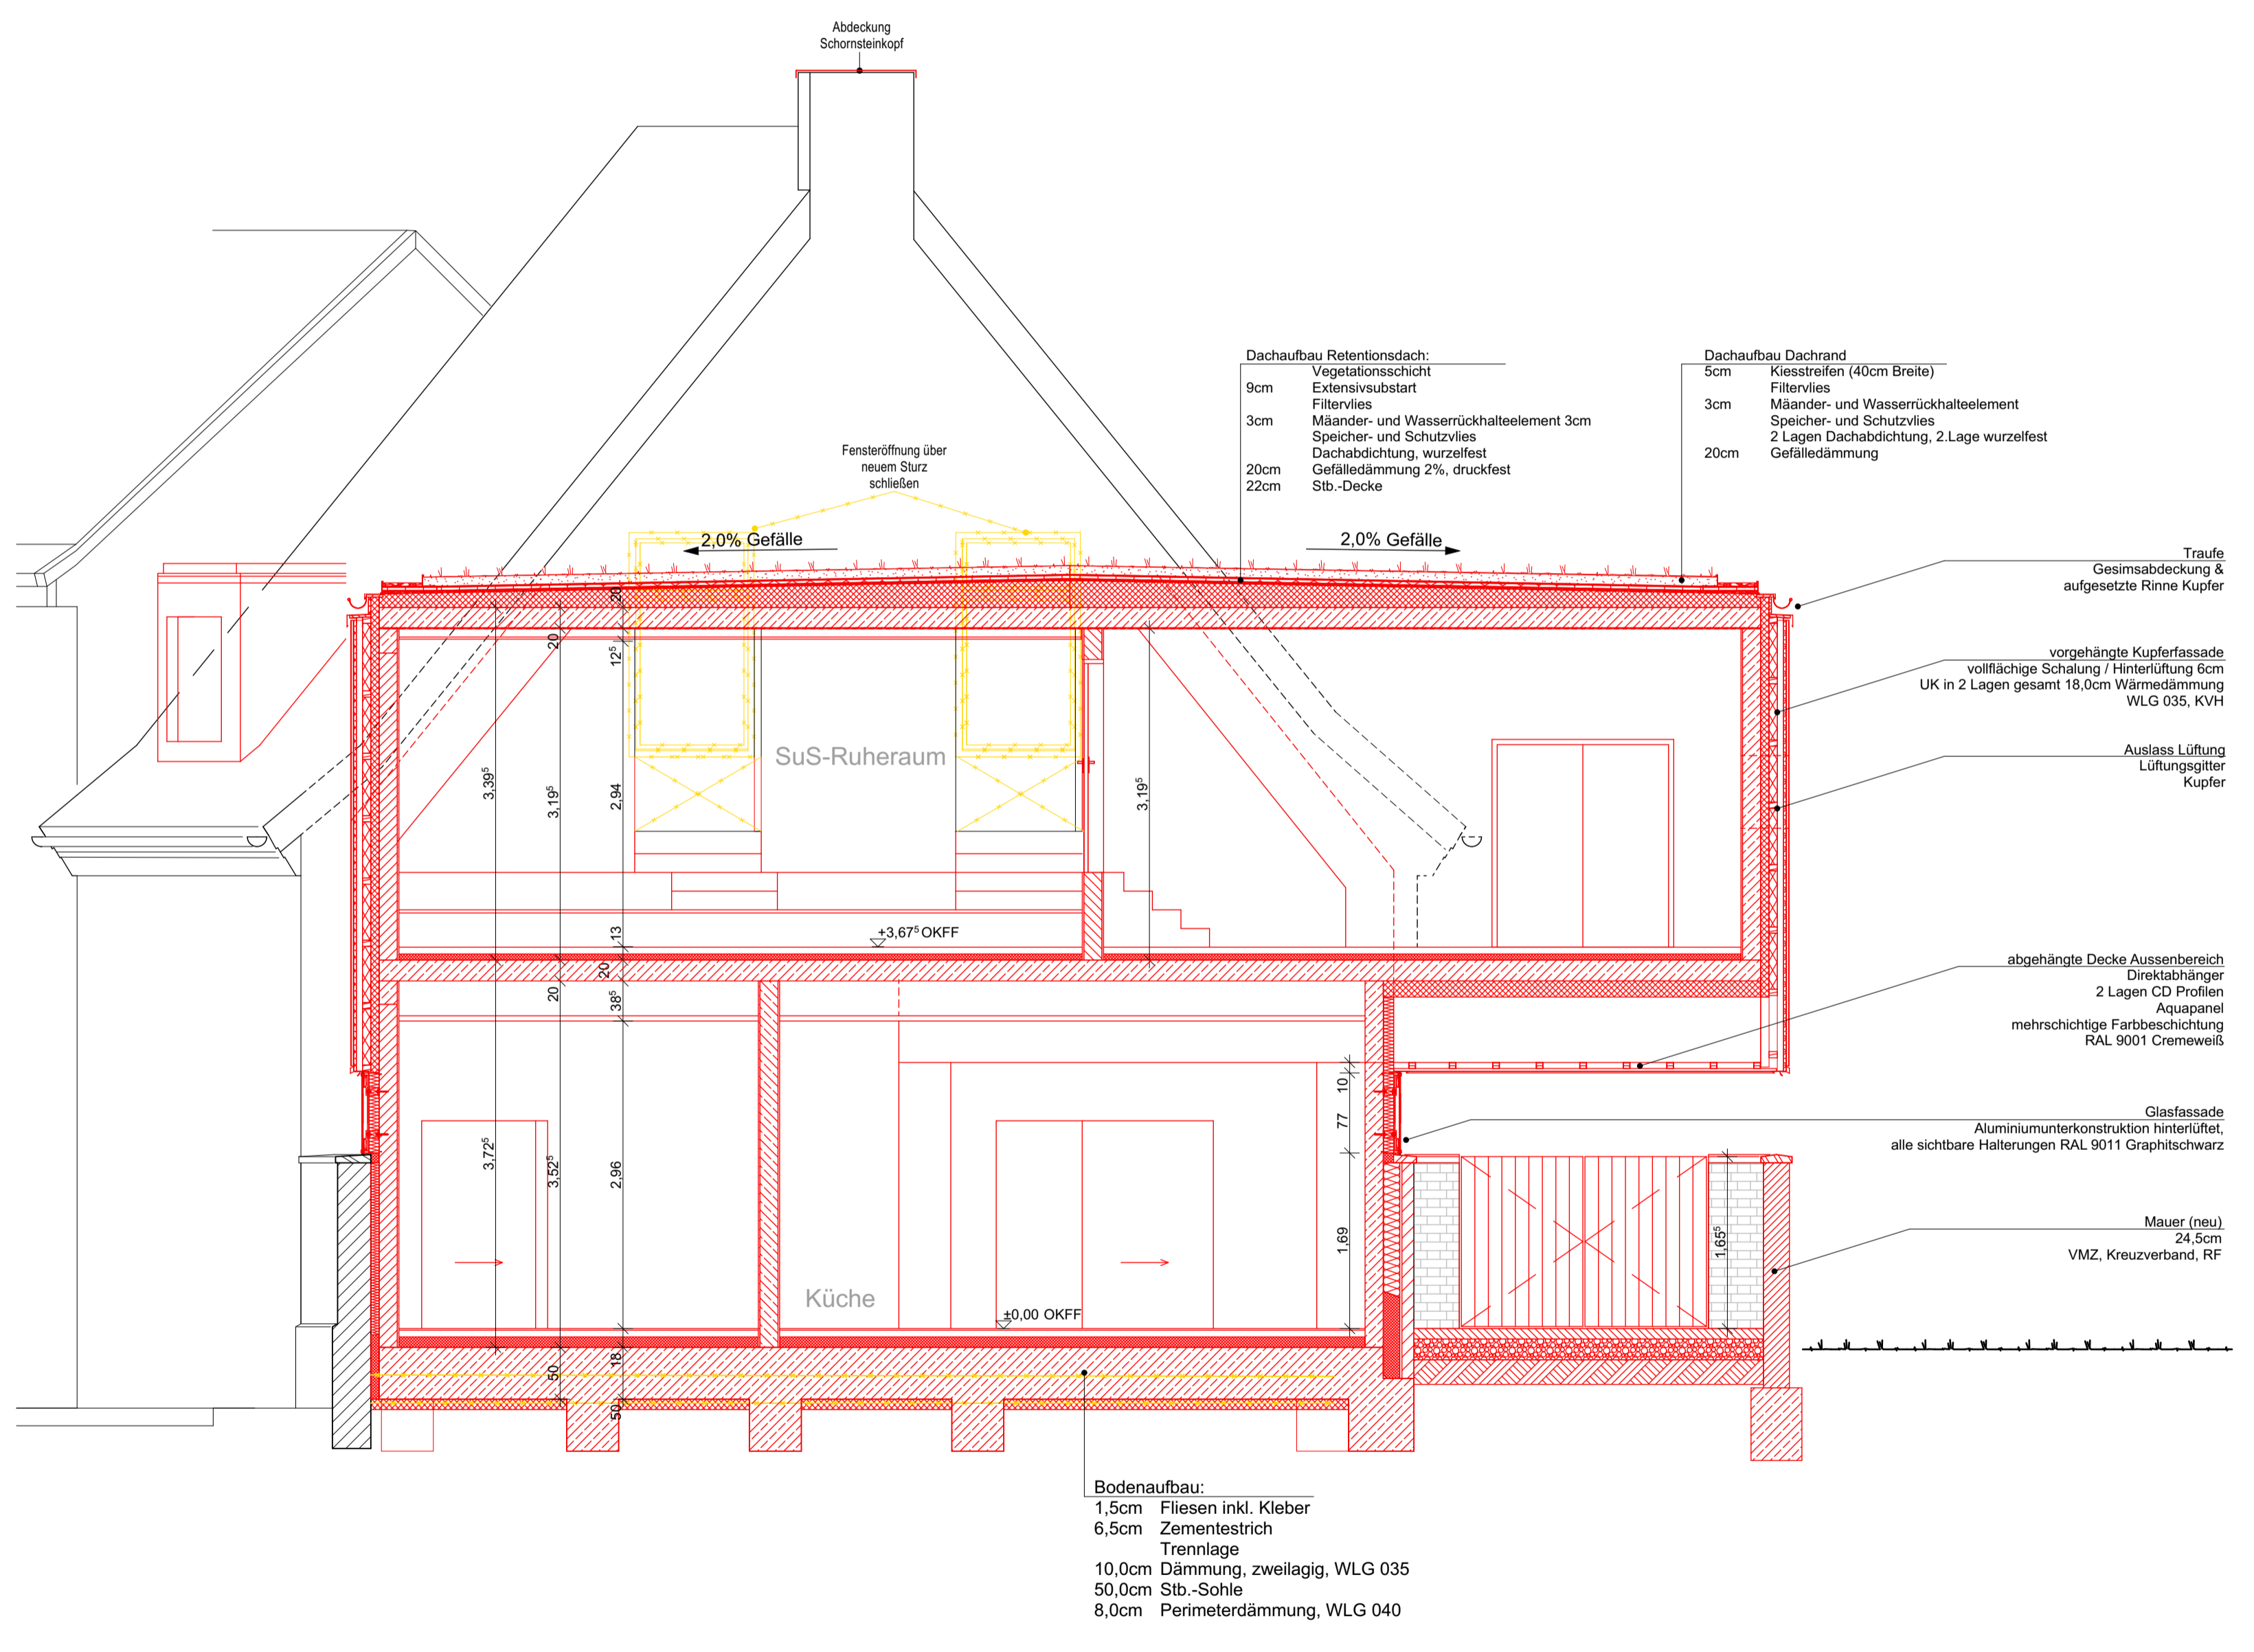 Abdeckung
Schornsteinkopf
Dachaufbau Retentionsdach:
Vegetationsschicht
9cm Extensivsubstart
Filtervlies
3cm Mäander- und Wasserrückhalteelement 3cm
Speicher- und Schutzvlies
Dachabdichtung, wurzelfest
20cm Gefälledämmung 2%, druckfest
22cm Stb.-Decke
Dachaufbau Dachrand
5cm Kiesstreifen (40cm Breite)
Filtervlies
3cm Mäander- und Wasserrückhalteelement
Speicher- und Schutzvlies
2 Lagen Dachabdichtung, 2.Lage wurzelfest
20cm Gefälledämmung
Fensteröffnung über
neuem Sturz
schließen
2,0% Gefälle
2,0% Gefälle
Traufe
Gesimsabdeckung &
aufgesetzte Rinne Kupfer
vorgehängte Kupferfassade
vollflächige Schalung / Hinterlüftung 6cm
UK in 2 Lagen gesamt 18,0cm Wärmedämmung
WLG 035, KVH
Auslass Lüftung
Lüftungsgitter
Kupfer
abgehängte Decke Aussenbereich
Direktabhänger
2 Lagen CD Profilen
Aquapanel
mehrschichtige Farbbeschichtung
RAL 9001 Cremeweiß
Glasfassade
Aluminiumunterkonstruktion hinterlüftet,
alle sichtbare Halterungen RAL 9011 Graphitschwarz
Mauer (neu)
24,5cm
VMZ, Kreuzverband, RF
20
20
12⁵
SuS-Ruheraum
3,39⁵
3,19⁵
2,94
3,19⁵
13
+3,67⁵ OKFF
20
20
38⁵
10
77
3,72⁵
3,52⁵
2,96
1,69
1,65⁵
Küche
±0,00 OKFF
50
18
50
Bodenaufbau:
1,5cm Fliesen inkl. Kleber
6,5cm Zementestrich
Trennlage
10,0cm Dämmung, zweilagig, WLG 035
50,0cm Stb.-Sohle
8,0cm Perimeterdämmung, WLG 040